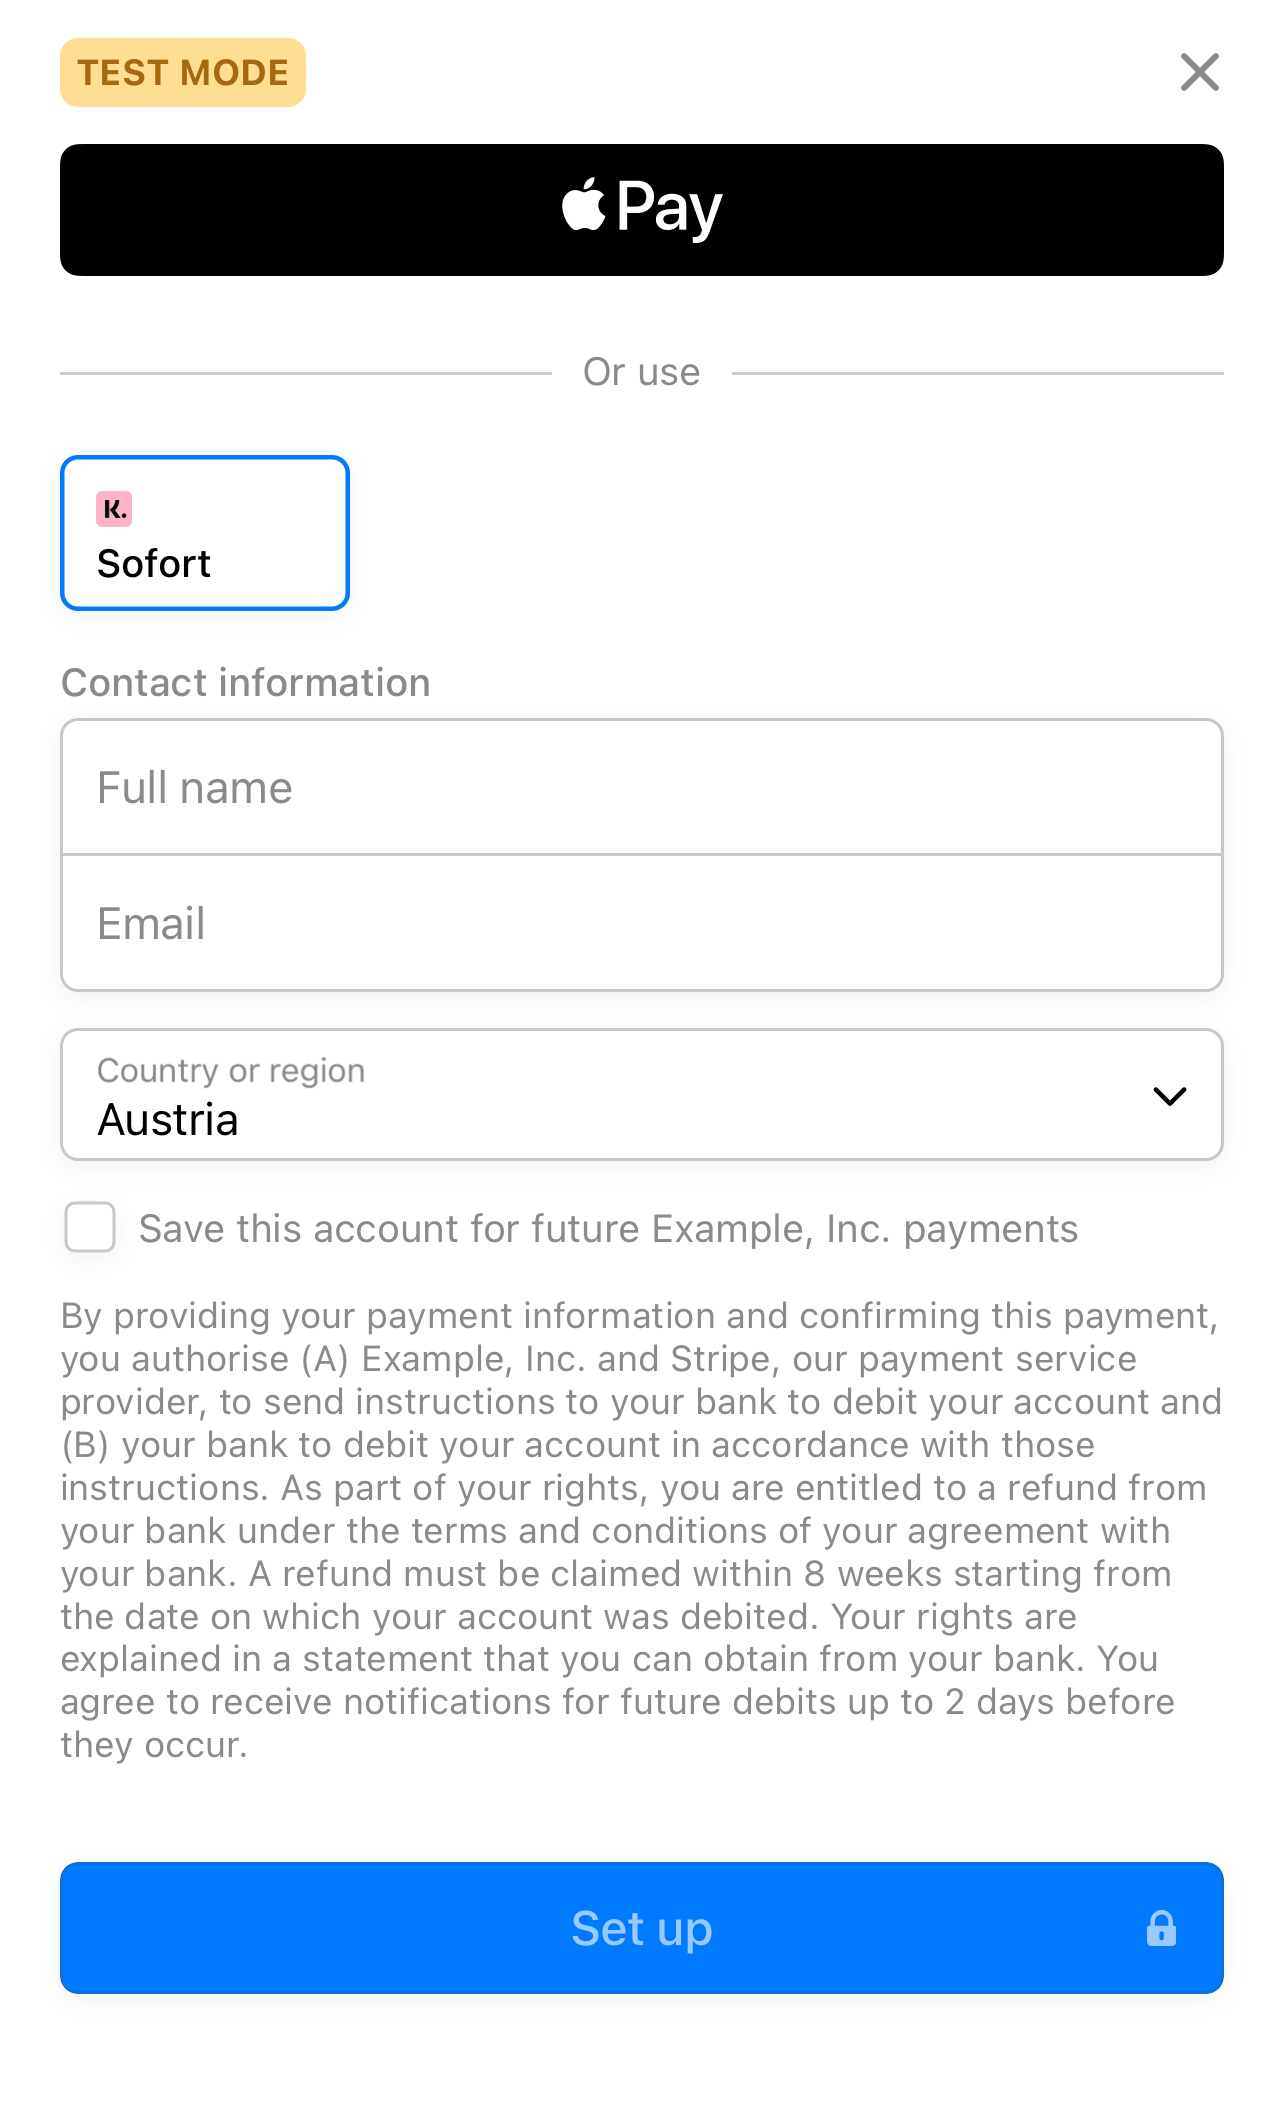 TEST MODE
Pay
Or use
K.
Sofort
Contact information
Full name
Email
Country or region
Austria
Save this account for future Example, Inc. payments
By providing your payment information and confirming this payment,
you authorise (A) Example, Inc. and Stripe, our payment service
provider, to send instructions to your bank to debit your account and
(B) your bank to debit your account in accordance with those
instructions. As part of your rights, you are entitled to a refund from
your bank under the terms and conditions of your agreement with
your bank. A refund must be claimed within 8 weeks starting from
the date on which your account was debited. Your rights are
explained in a statement that you can obtain from your bank. You
agree to receive notifications for future debits up to 2 days before
they occur.
Set up